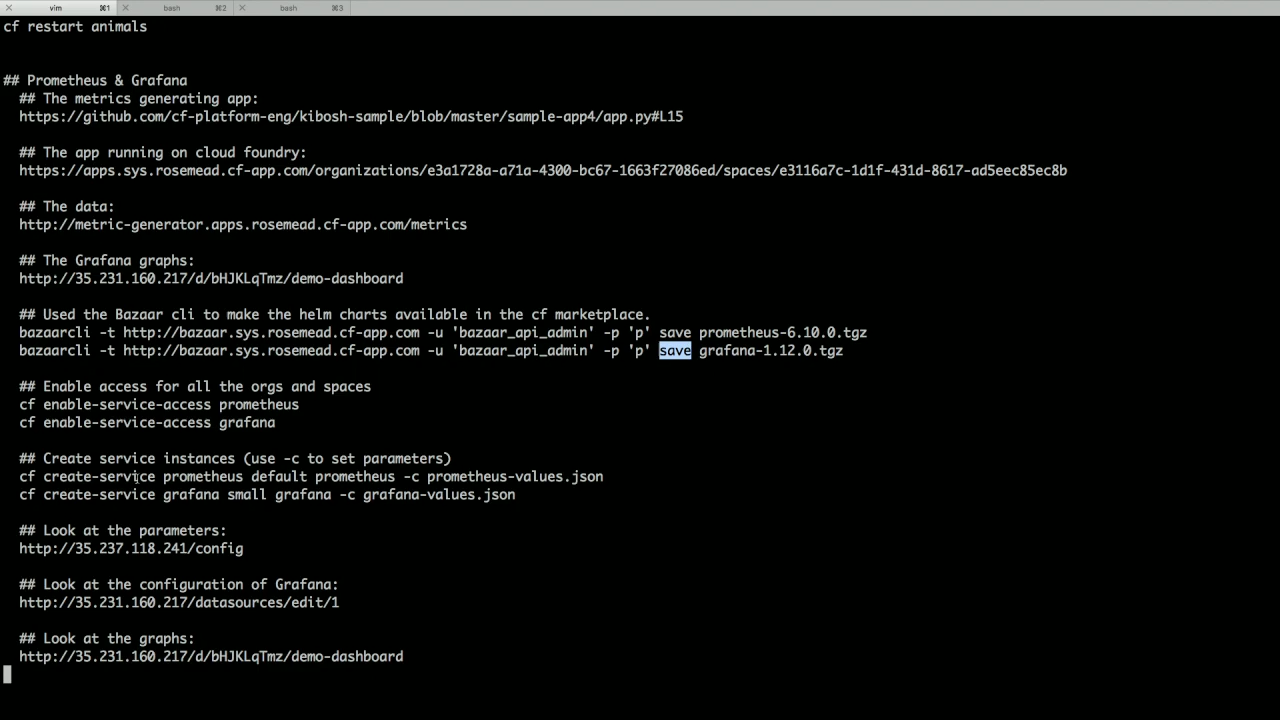 vim ⌘1 bash ⌘2 bash ⌘3
cf restart animals
## Prometheus & Grafana
## The metrics generating app:
https://github.com/cf-platform-eng/kibosh-sample/blob/master/sample-app4/app.py#L15
## The app running on cloud foundry:
https://apps.sys.rosemead.cf-app.com/organizations/e3a1728a-a71a-4300-bc67-1663f27086ed/spaces/e3116a7c-1d1f-431d-8617-ad5eec85ec8b
## The data:
http://metric-generator.apps.rosemead.cf-app.com/metrics
## The Grafana graphs:
http://35.231.160.217/d/bHJKLqTmz/demo-dashboard
## Used the Bazaar cli to make the helm charts available in the cf marketplace.
bazaarcli -t http://bazaar.sys.rosemead.cf-app.com -u 'bazaar_api_admin' -p 'p' save prometheus-6.10.0.tgz
bazaarcli -t http://bazaar.sys.rosemead.cf-app.com -u 'bazaar_api_admin' -p 'p' save grafana-1.12.0.tgz
## Enable access for all the orgs and spaces
cf enable-service-access prometheus
cf enable-service-access grafana
## Create service instances (use -c to set parameters)
cf create-service prometheus default prometheus -c prometheus-values.json
cf create-service grafana small grafana -c grafana-values.json
## Look at the parameters:
http://35.237.118.241/config
## Look at the configuration of Grafana:
http://35.231.160.217/datasources/edit/1
## Look at the graphs:
http://35.231.160.217/d/bHJKLqTmz/demo-dashboard